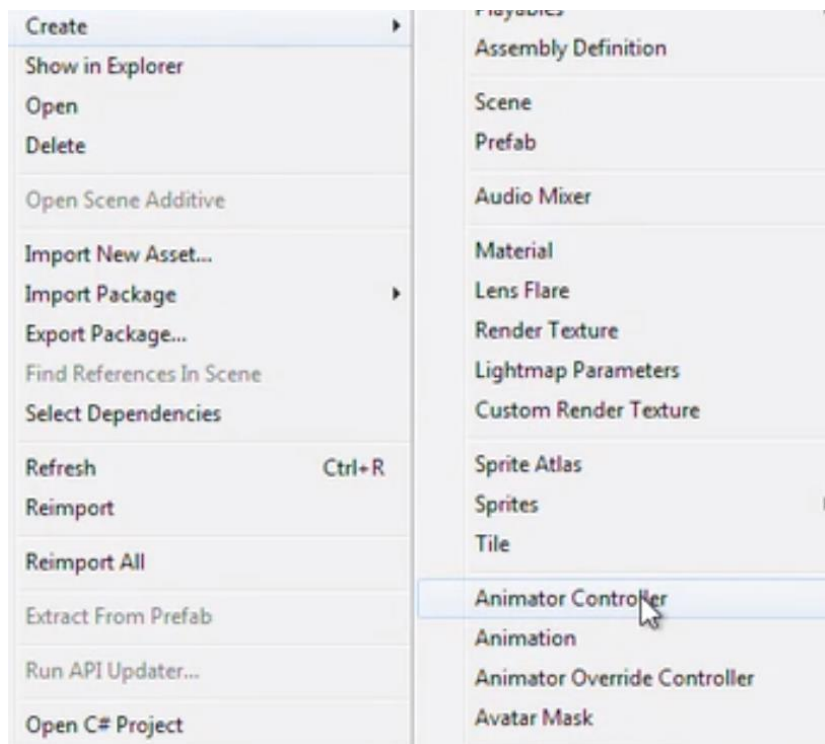 Create
Show in Explorer
Open
Delete
Open Scene Additive
Import New Asset...
Import Package
Export Package...
Find References In Scene
Select Dependencies
Refresh Ctrl+R
Reimport
Reimport All
Extract From Prefab
Run API Updater...
Open C# Project
Playables
Assembly Definition
Scene
Prefab
Audio Mixer
Material
Lens Flare
Render Texture
Lightmap Parameters
Custom Render Texture
Sprite Atlas
Sprites
Tile
Animator Controller
Animation
Animator Override Controller
Avatar Mask